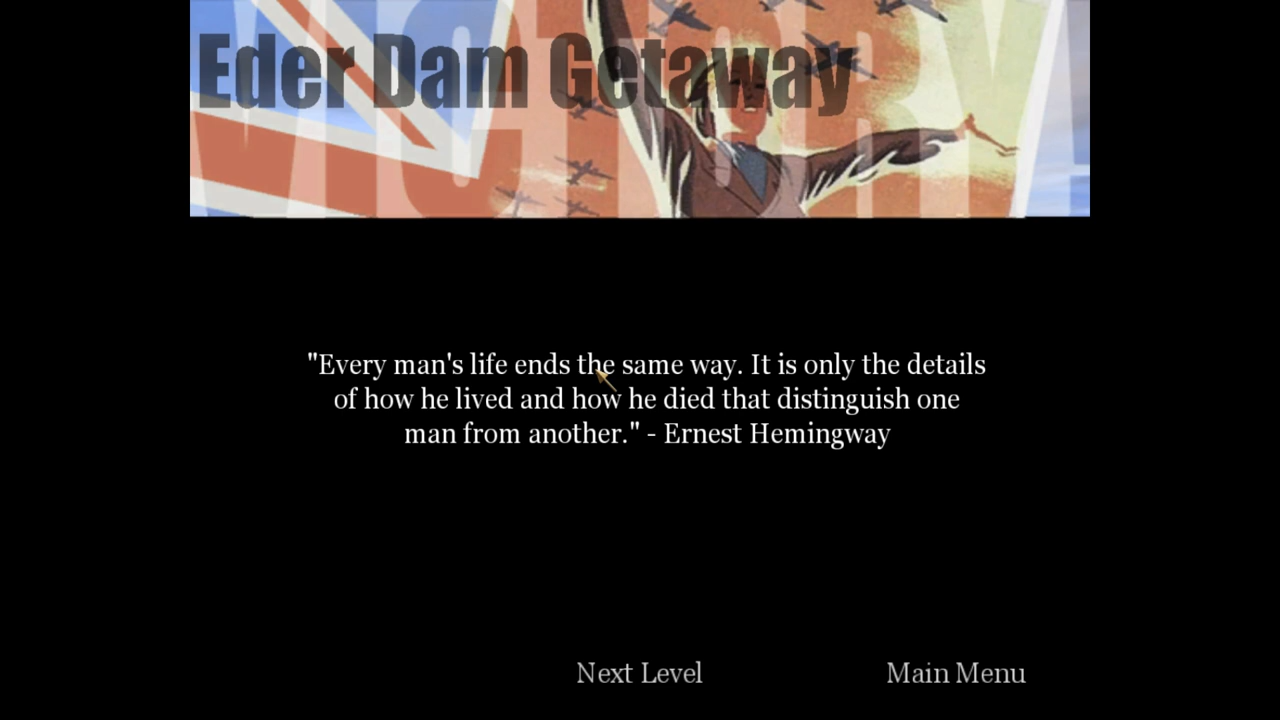 VICTORY!
Eder Dam Getaway
"Every man's life ends the same way. It is only the details
of how he lived and how he died that distinguish one
man from another." - Ernest Hemingway
Next Level
Main Menu